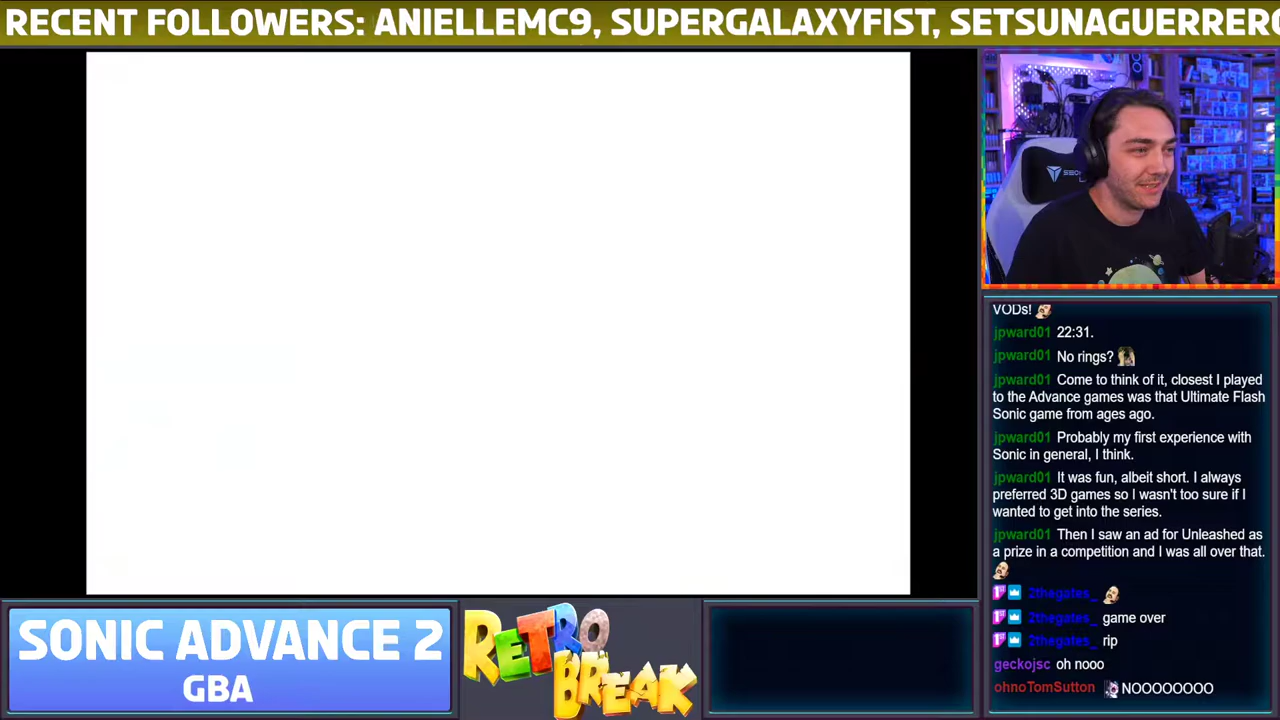 RECENT FOLLOWERS: ANIELLEMC9, SUPERGALAXYFIST, SETSUNAGUERRERO
VODs!
jpward01 22:31.
jpward01 No rings?
jpward01 Come to think of it, closest I played
to the Advance games was that Ultimate Flash
Sonic game from ages ago.
jpward01 Probably my first experience with
Sonic in general, I think.
jpward01 It was fun, albeit short. I always
preferred 3D games so I wasn't too sure if I
wanted to get into the series.
jpward01 Then I saw an ad for Unleashed as
a prize in a competition and I was all over that.
1st 2thegates_
1st 2thegates_ game over
1st 2thegates_ rip
geckojsc oh nooo
ohnoTomSutton NOOOOOOOO
SONIC ADVANCE 2
GBA
RETRO
BREAK